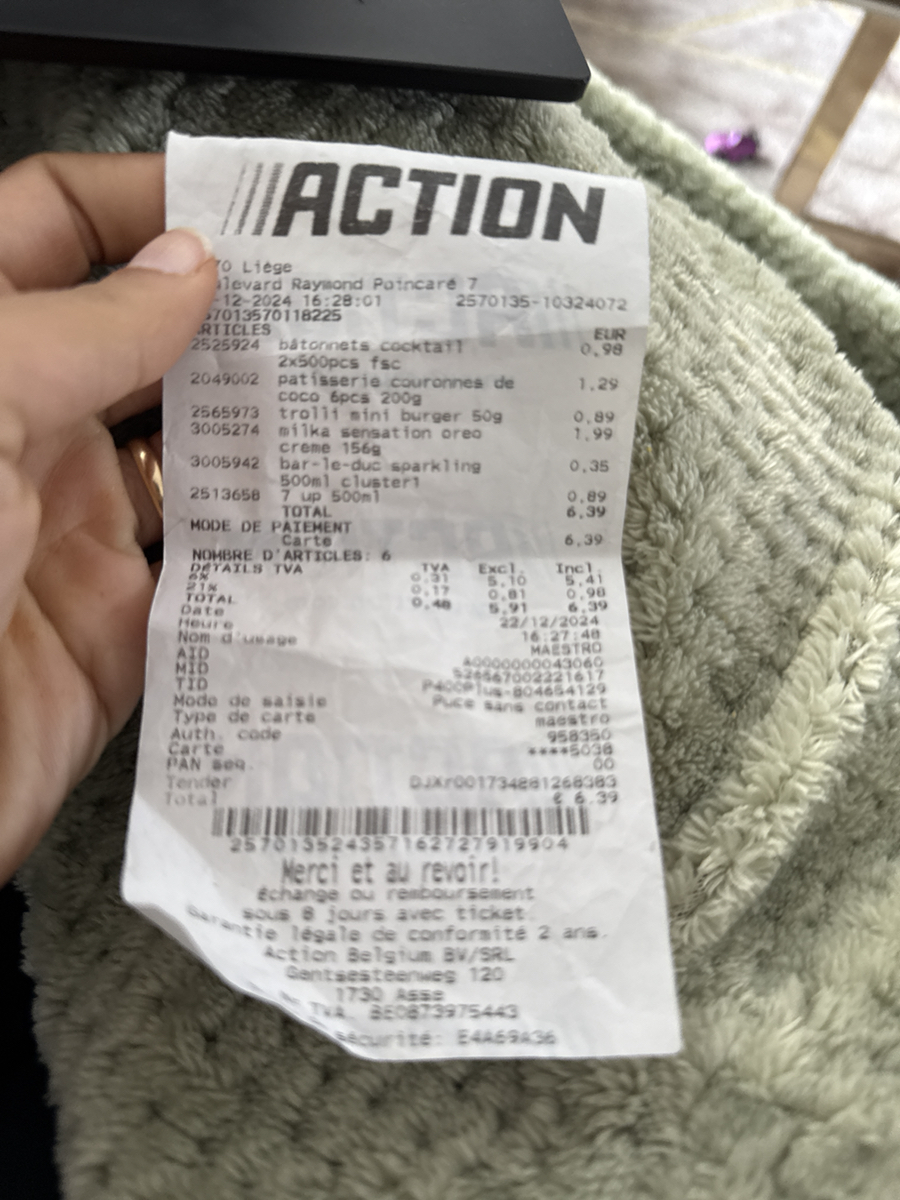 ACTION
70 Liège
levard Raymond Poincaré 7
-12-2024 16:28:01 2570135-10324072
7013570118225
ARTICLES EUR
2525924 bâtonnets cocktail 0,98
2x500pcs fsc
2049002 patisserie couronnes de 1,29
coco 6pcs 200g
2565973 trolli mini burger 50g 0,89
3005274 milka sensation oreo 1,99
creme 156g
3005942 bar-le-duc sparkling 0,35
500ml cluster1
2513658 7 up 500ml 0,89
TOTAL 6,39
MODE DE PAIEMENT
Carte 6,39
NOMBRE D'ARTICLES: 6
DÉTAILS TVA TVA Excl. Incl.
6% 0,31 5,10 5,41
21% 0,17 0,81 0,98
TOTAL 0,48 5,91 6,39
Date 22/12/2024
Heure 16:27:48
Nom d'usage MAESTRO
AID A0000000043060
MID 526567002221617
TID P400Plus-804654129
Mode de saisie Puce sans contact
Type de carte maestro
Auth. code 958350
Carte ****5038
PAN seq. 00
Tender DJXr001734881268383
Total € 6.39
257013524357162727919904
Merci et au revoir!
échange ou remboursement
sous 8 jours avec ticket.
Garantie légale de conformité 2 ans.
Action Belgium BV/SRL
Gentsesteenweg 120
1730 Asse
TVA. BE0873975443
sécurité: E4A69A36